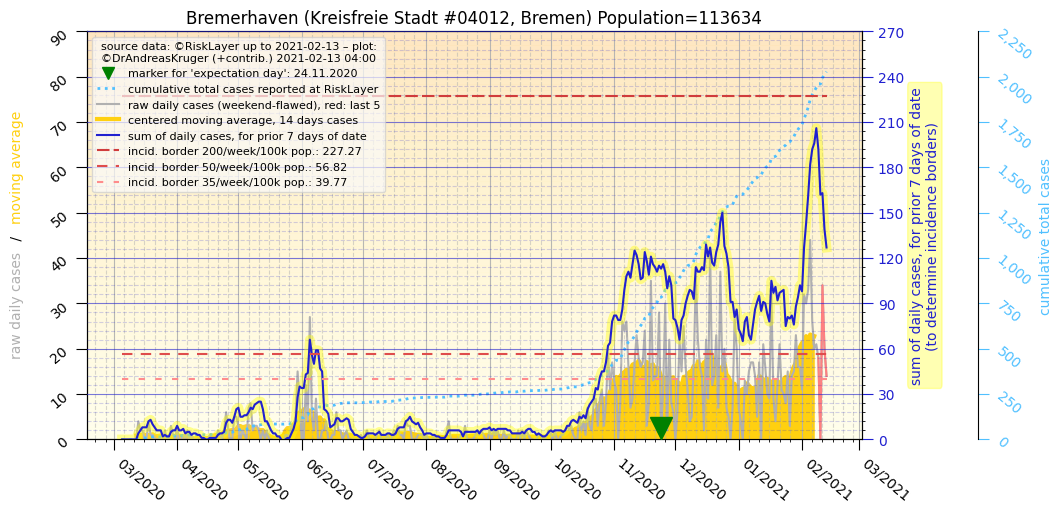 Bremerhaven (Kreisfreie Stadt #04012, Bremen) Population=113634
source data: ©RiskLayer up to 2021-02-13 – plot:
©DrAndreasKruger (+contrib.) 2021-02-13 04:00
marker for 'expectation day': 24.11.2020
cumulative total cases reported at RiskLayer
raw daily cases (weekend-flawed), red: last 5
centered moving average, 14 days cases
sum of daily cases, for prior 7 days of date
incid. border 200/week/100k pop.: 227.27
incid. border 50/week/100k pop.: 56.82
incid. border 35/week/100k pop.: 39.77
raw daily cases / moving average
90
80
70
60
50
40
30
20
10
0
270
240
210
180
150
120
90
60
30
0
sum of daily cases, for prior 7 days of date
(to determine incidence borders)
2,250
2,000
1,750
1,500
1,250
1,000
750
500
250
0
cumulative total cases
03/2020
04/2020
05/2020
06/2020
07/2020
08/2020
09/2020
10/2020
11/2020
12/2020
01/2021
02/2021
03/2021